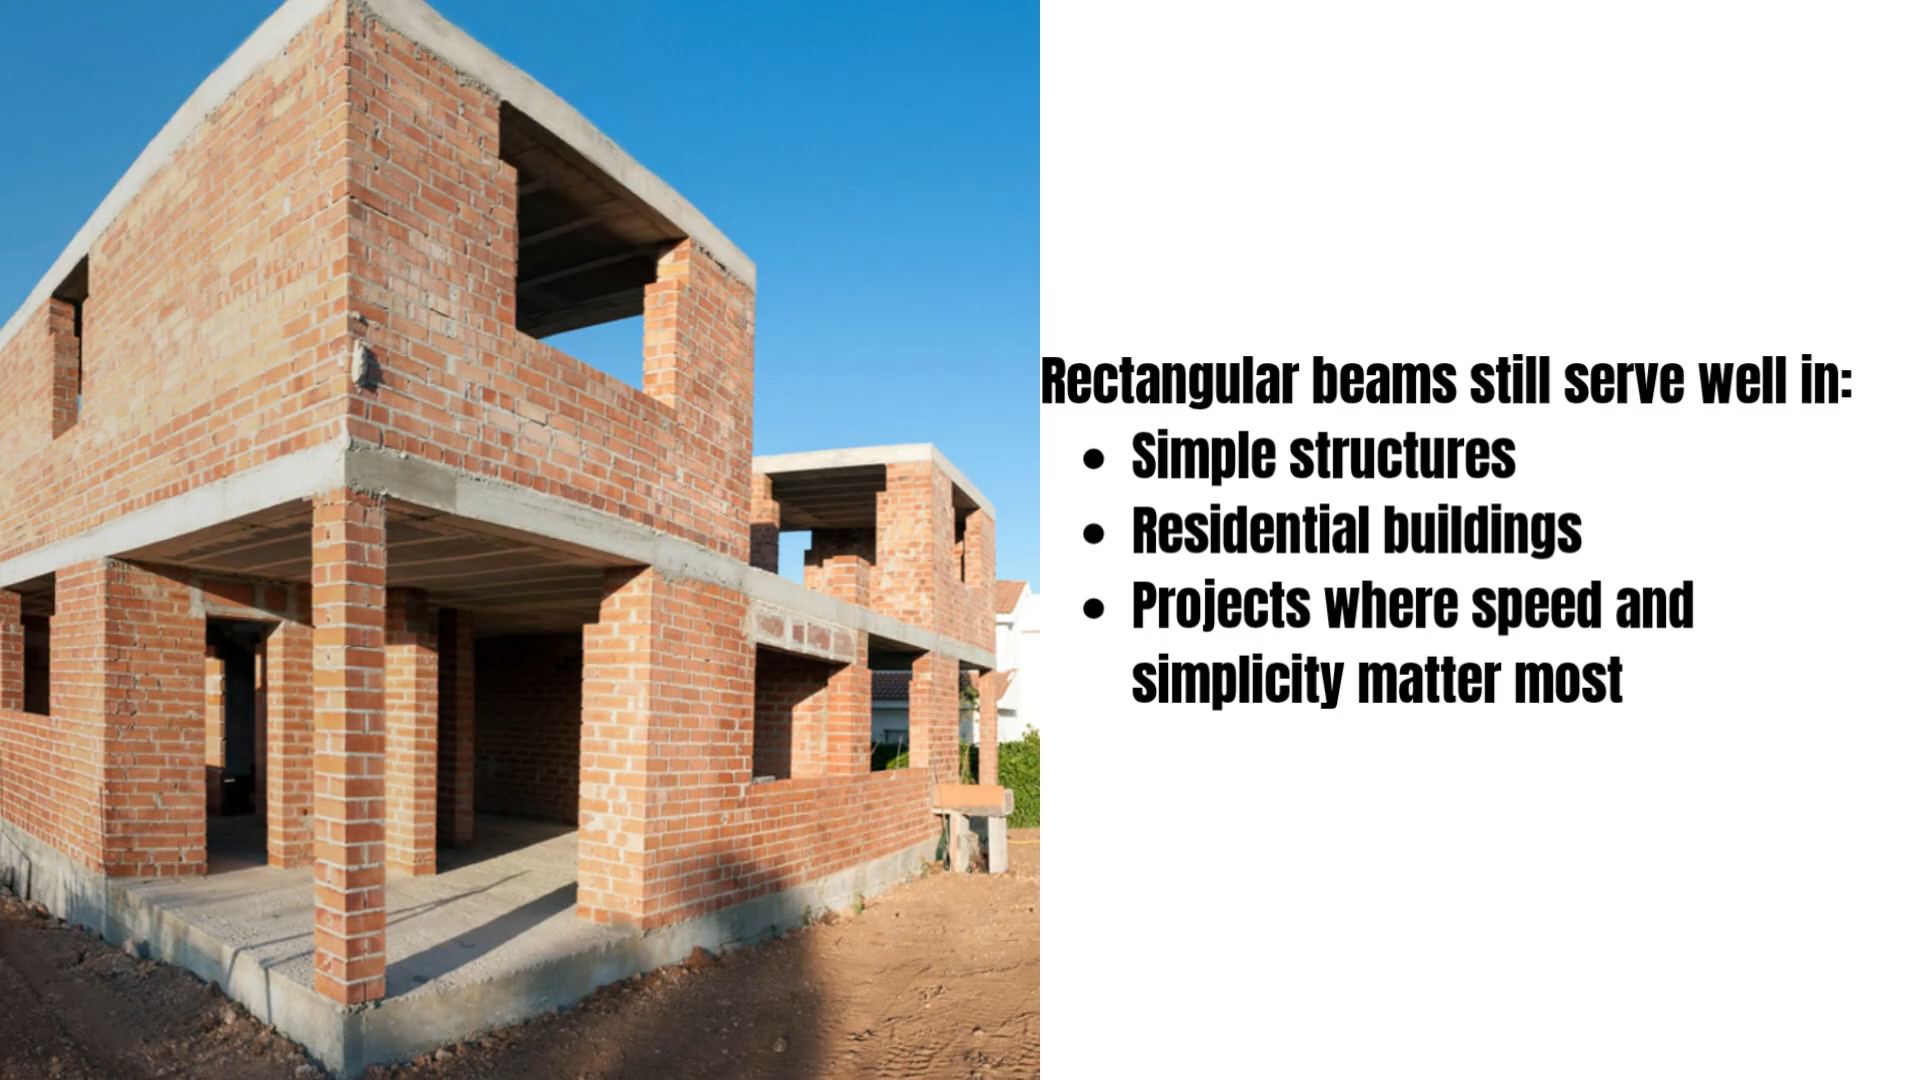 Rectangular beams still serve well in:
• Simple structures
• Residential buildings
• Projects where speed and
simplicity matter most